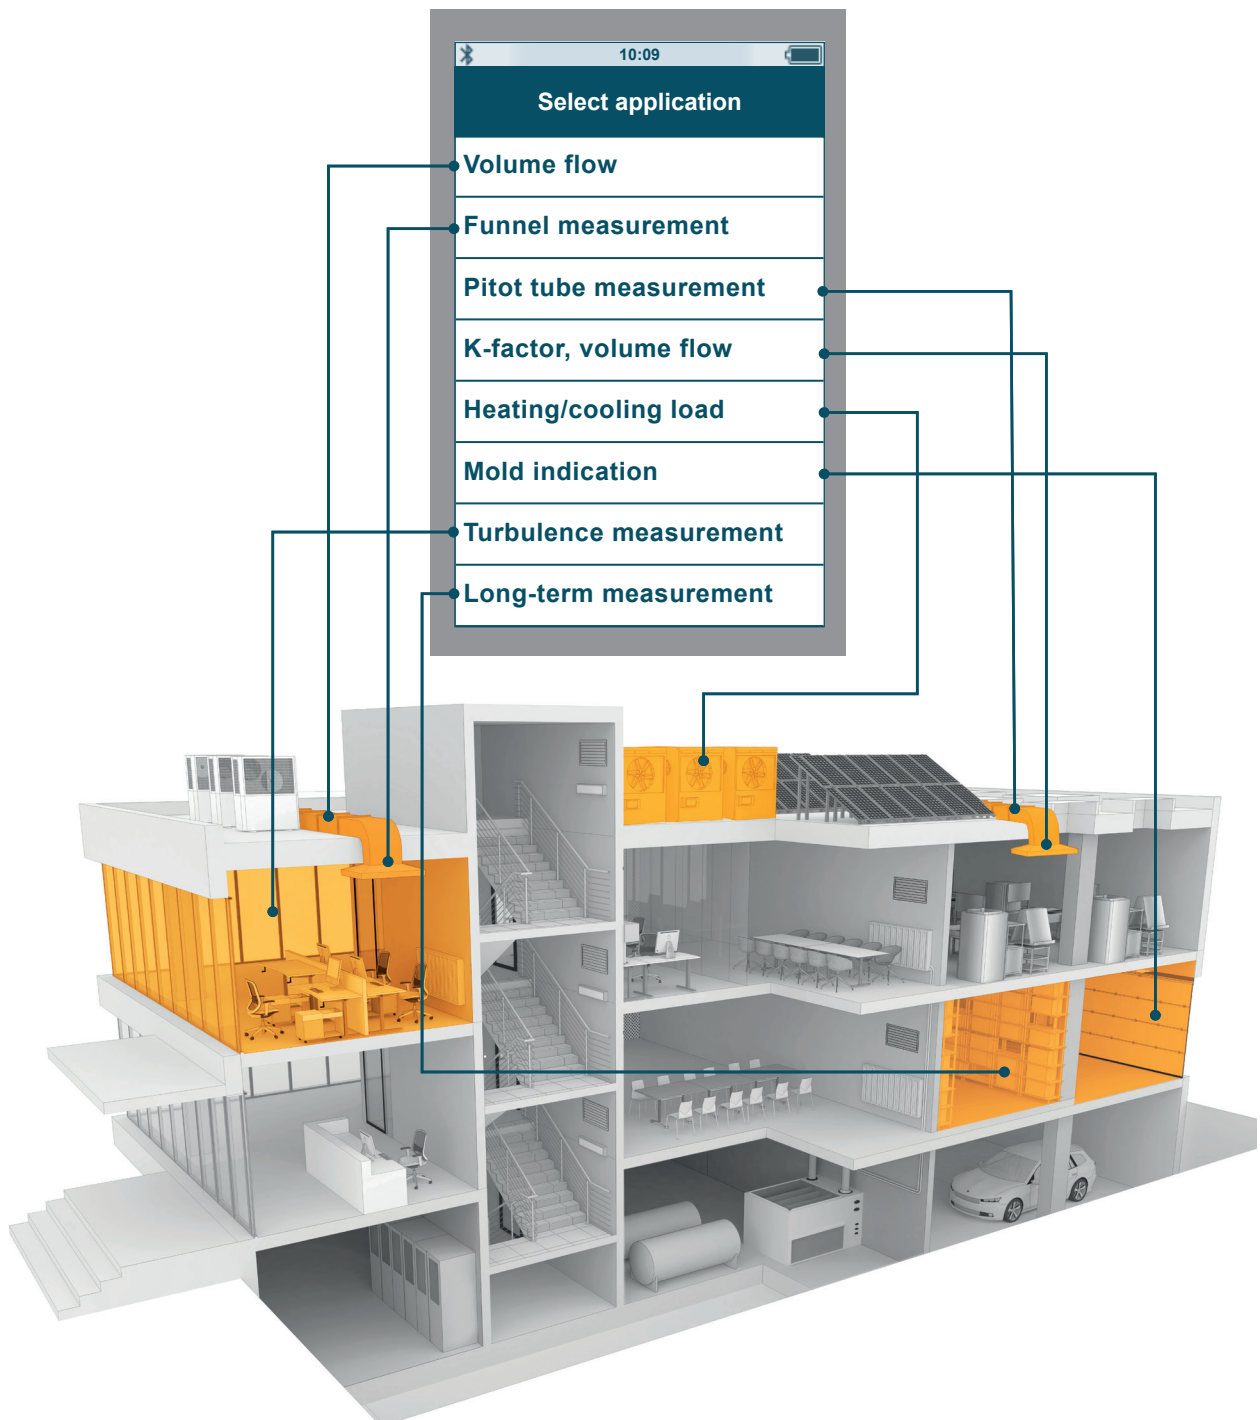 10:09
Select application
Volume flow
Funnel measurement
Pitot tube measurement
K-factor, volume flow
Heating/cooling load
Mold indication
Turbulence measurement
Long-term measurement